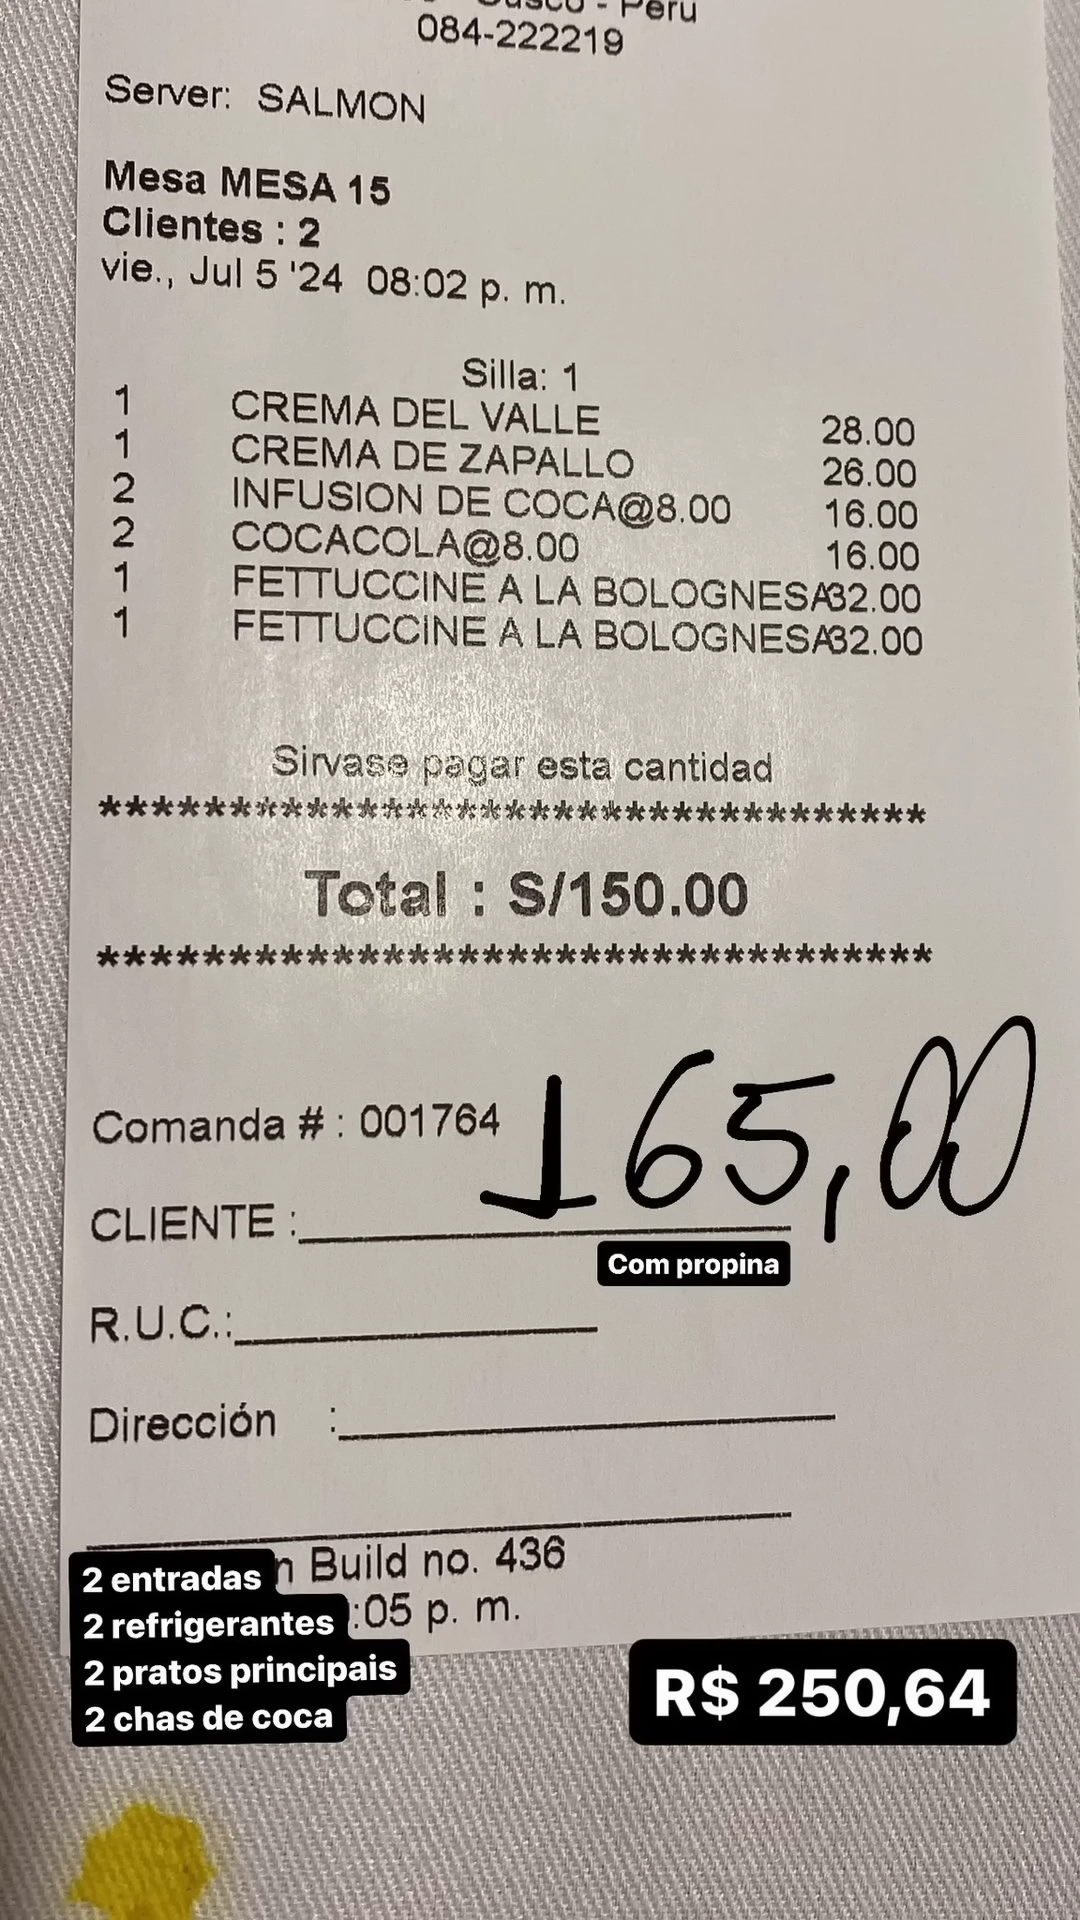 - Peru
084-222219
Server: SALMON
Mesa MESA 15
Clientes : 2
vie., Jul 5 '24 08:02 p. m.
Silla: 1
1 CREMA DEL VALLE 28.00
1 CREMA DE ZAPALLO 26.00
2 INFUSION DE COCA@8.00 16.00
2 COCACOLA@8.00 16.00
1 FETTUCCINE A LA BOLOGNESA 32.00
1 FETTUCCINE A LA BOLOGNESA 32.00
Sirvase pagar esta cantidad
*********************************
Total : S/150.00
*********************************
Comanda # : 001764
165,00
CLIENTE :
Com propina
R.U.C.:
Dirección :
n Build no. 436
:05 p. m.
2 entradas
2 refrigerantes
2 pratos principais
2 chas de coca
R$ 250,64